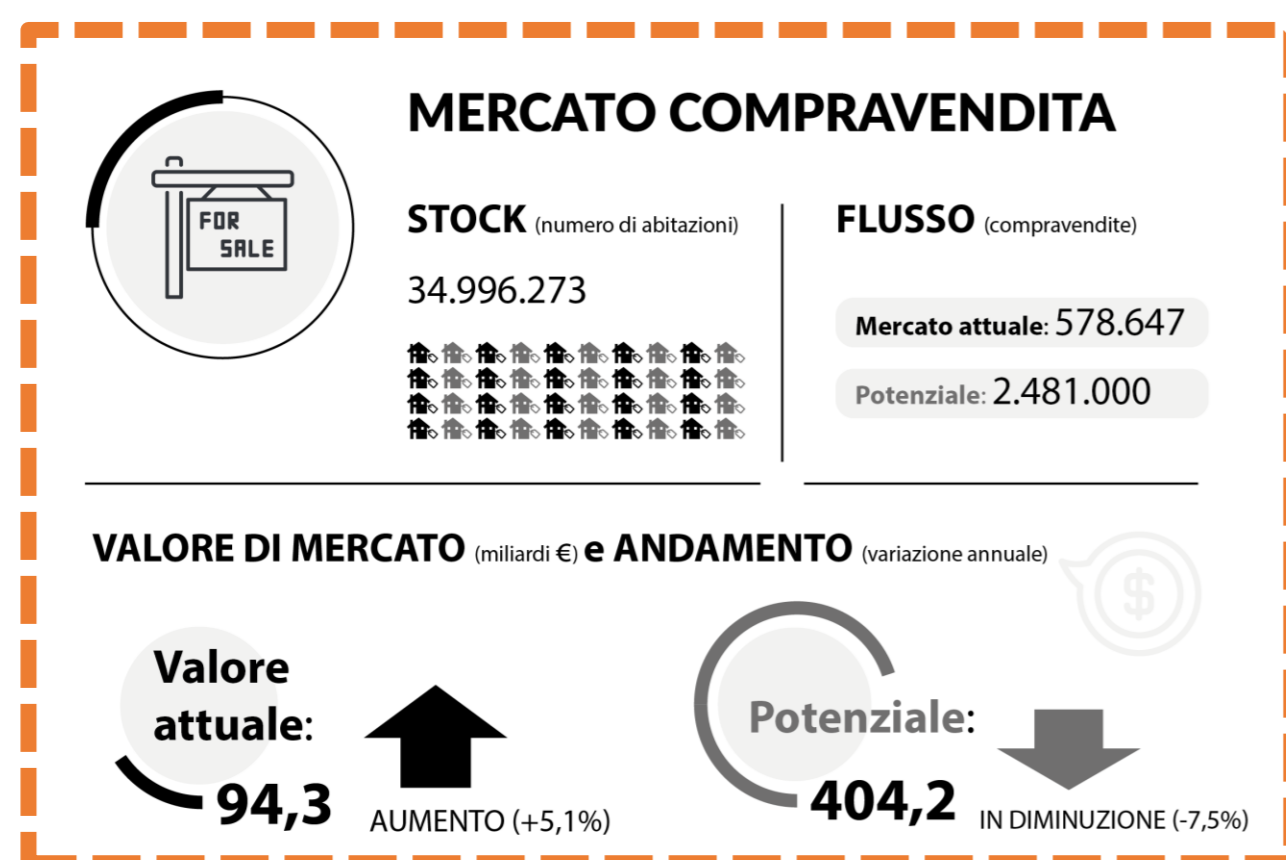 MERCATO COMPRAVENDITA
FOR
SALE
STOCK (numero di abitazioni)
34.996.273
FLUSSO (compravendite)
Mercato attuale: 578.647
Potenziale: 2.481.000
VALORE DI MERCATO (miliardi €) e ANDAMENTO (variazione annuale)
$
Valore
attuale:
94,3
AUMENTO (+5,1%)
Potenziale:
404,2
IN DIMINUZIONE (-7,5%)